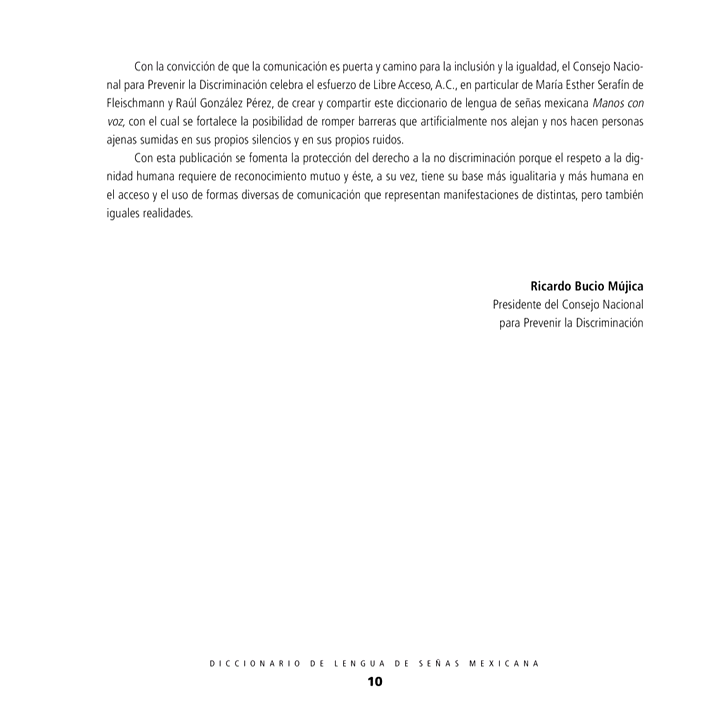 Con la convicción de que la comunicación es puerta y camino para la inclusión y la igualdad, el Consejo Nacio-
nal para Prevenir la Discriminación celebra el esfuerzo de Libre Acceso, A.C., en particular de María Esther Serafín de
Fleischmann y Raúl González Pérez, de crear y compartir este diccionario de lengua de señas mexicana Manos con
voz, con el cual se fortalece la posibilidad de romper barreras que artificialmente nos alejan y nos hacen personas
ajenas sumidas en sus propios silencios y en sus propios ruidos.
Con esta publicación se fomenta la protección del derecho a la no discriminación porque el respeto a la dig-
nidad humana requiere de reconocimiento mutuo y éste, a su vez, tiene su base más igualitaria y más humana en
el acceso y el uso de formas diversas de comunicación que representan manifestaciones de distintas, pero también
iguales realidades.
Ricardo Bucio Mújica
Presidente del Consejo Nacional
para Prevenir la Discriminación
DICCIONARIO DE LENGUA DE SEÑAS MEXICANA
10